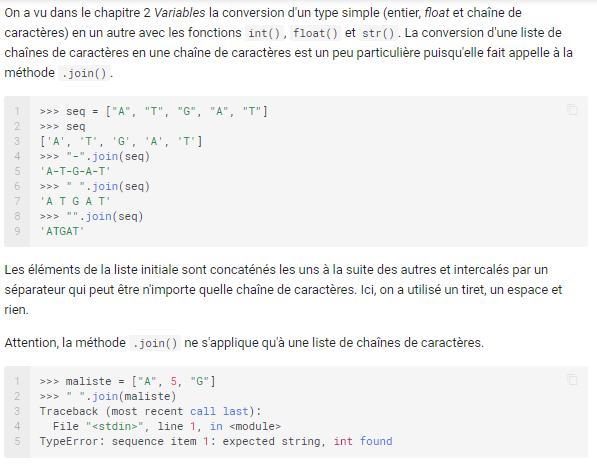 On a vu dans le chapitre 2 Variables la conversion d'un type simple (entier, float et chaîne de
caractères) en un autre avec les fonctions int(), float() et str(). La conversion d'une liste de
chaînes de caractères en une chaîne de caractères est un peu particulière puisqu'elle fait appelle à la
méthode .join().
1 >>> seq = ["A", "T", "G", "A", "T"]
2 >>> seq
3 ['A', 'T', 'G', 'A', 'T']
4 >>> "-".join(seq)
5 'A-T-G-A-T'
6 >>> " ".join(seq)
7 'A T G A T'
8 >>> "".join(seq)
9 'ATGAT'
Les éléments de la liste initiale sont concaténés les uns à la suite des autres et intercalés par un
séparateur qui peut être n'importe quelle chaîne de caractères. Ici, on a utilisé un tiret, un espace et
rien.
Attention, la méthode .join() ne s'applique qu'à une liste de chaînes de caractères.
1 >>> maliste = ["A", 5, "G"]
2 >>> " ".join(maliste)
3 Traceback (most recent call last):
4   File "<stdin>", line 1, in <module>
5 TypeError: sequence item 1: expected string, int found